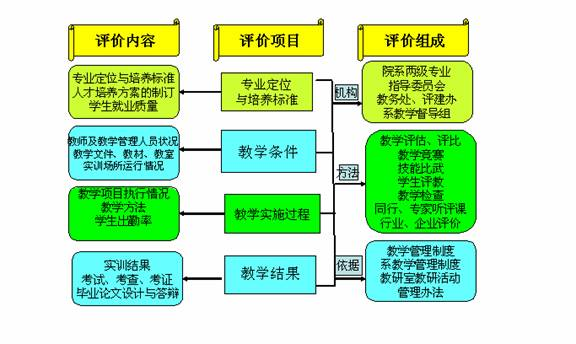 评价内容
评价项目
评价组成
专业定位与培养标准
人才培养方案的制订
学生就业质量
专业定位
与培养标准
机构
院系两级专业
指导委员会
教务处、评建办
系教学督导组
教师及教学管理人员状况
教学文件、教材、教室
实训场所运行情况
教学条件
方法
教学评估、评比
教学竞赛
技能比武
学生评教
教学检查
同行、专家听评课
行业、企业评价
教学项目执行情况
教学方法
学生出勤率
教学实施过程
实训结果
考试、考查、考证
毕业论文设计与答辩
教学结果
依据
教学管理制度
系教学管理制度
教研室教研活动
管理办法